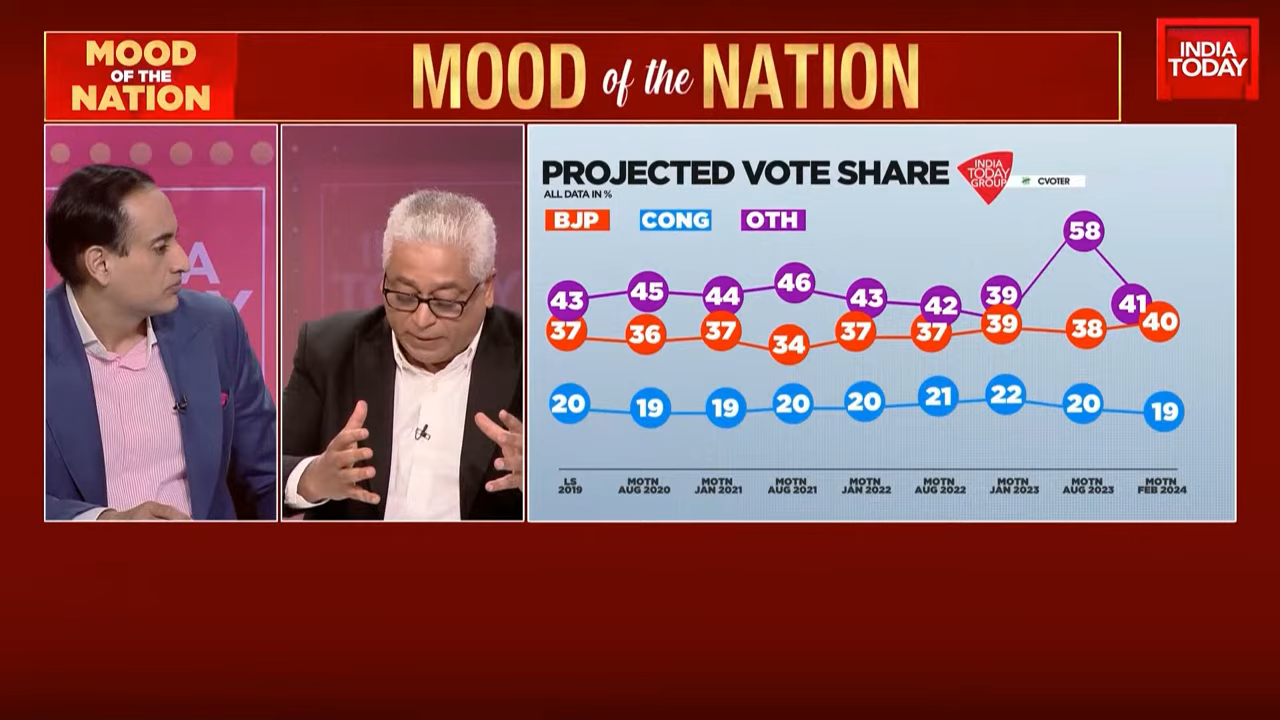 MOOD
OF THE
NATION
MOOD of the NATION
INDIA
TODAY
PROJECTED VOTE SHARE
INDIA
TODAY
GROUP
CVOTER
ALL DATA IN %
BJP
CONG
OTH
43 45 44 46 43 42 39 58 41
37 36 37 34 37 37 39 38 40
20 19 19 20 20 21 22 20 19
LS
2019
MOTN
AUG 2020
MOTN
JAN 2021
MOTN
AUG 2021
MOTN
JAN 2022
MOTN
AUG 2022
MOTN
JAN 2023
MOTN
AUG 2023
MOTN
FEB 2024